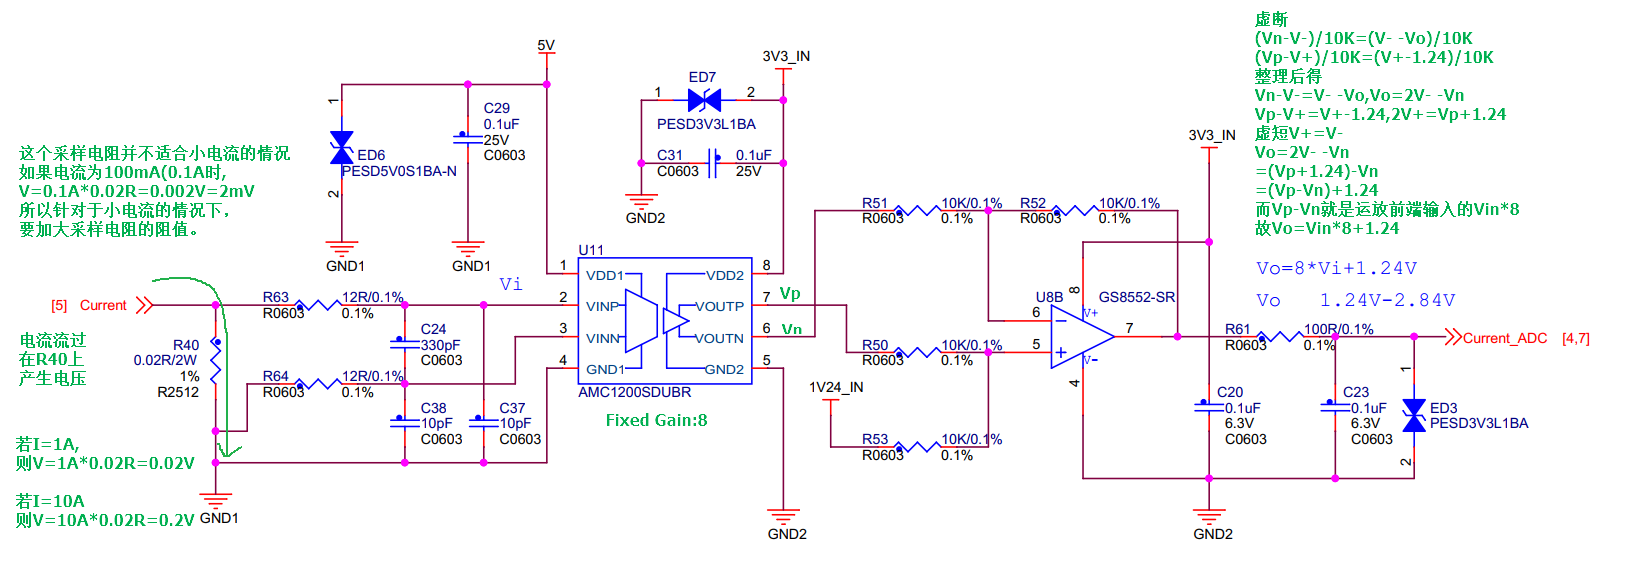 虚断
(Vn-V-)/10K=(V- -Vo)/10K
(Vp-V+)/10K=(V+-1.24)/10K
整理后得
Vn-V-=V- -Vo,Vo=2V- -Vn
Vp-V+=V+-1.24,2V+=Vp+1.24
虚短V+=V-
Vo=2V- -Vn
=(Vp+1.24)-Vn
=(Vp-Vn)+1.24
而Vp-Vn就是运放前端输入的Vin*8
故Vo=Vin*8+1.24
Vo=8*Vi+1.24V
Vo 1.24V-2.84V
这个采样电阻并不适合小电流的情况
如果电流为100mA(0.1A时,
V=0.1A*0.02R=0.002V=2mV
所以针对于小电流的情况下,
要加大采样电阻的阻值。
5V
1
2
ED6
PESD5V0S1BA-N
GND1
C29
0.1uF
25V
C0603
GND1
3V3_IN
ED7
1
2
PESD3V3L1BA
C31
C0603
0.1uF
25V
GND2
[5]
Current
电流流过
在R40上
产生电压
R40
0.02R/2W
1%
R2512
R63
R0603
12R/0.1%
0.1%
R64
R0603
12R/0.1%
0.1%
C24
330pF
C0603
C38
10pF
C0603
C37
10pF
C0603
Vi
GND1
若I=1A,
则V=1A*0.02R=0.02V
若I=10A
则V=10A*0.02R=0.2V
U11
1
VDD1
2
VINP
3
VINN
4
GND1
VDD2
8
VOUTP
7
VOUTN
6
GND2
5
AMC1200SDUBR
Fixed Gain:8
Vp
Vn
GND2
R51
R0603
10K/0.1%
0.1%
R52
R0603
10K/0.1%
0.1%
R50
R0603
10K/0.1%
0.1%
1V24_IN
R53
R0603
10K/0.1%
0.1%
3V3_IN
U8B
GS8552-SR
8
V+
6
5
7
V-
4
R61
R0603
100R/0.1%
0.1%
Current_ADC
[4,7]
C20
0.1uF
6.3V
C0603
C23
0.1uF
6.3V
C0603
1
ED3
PESD3V3L1BA
2
GND2